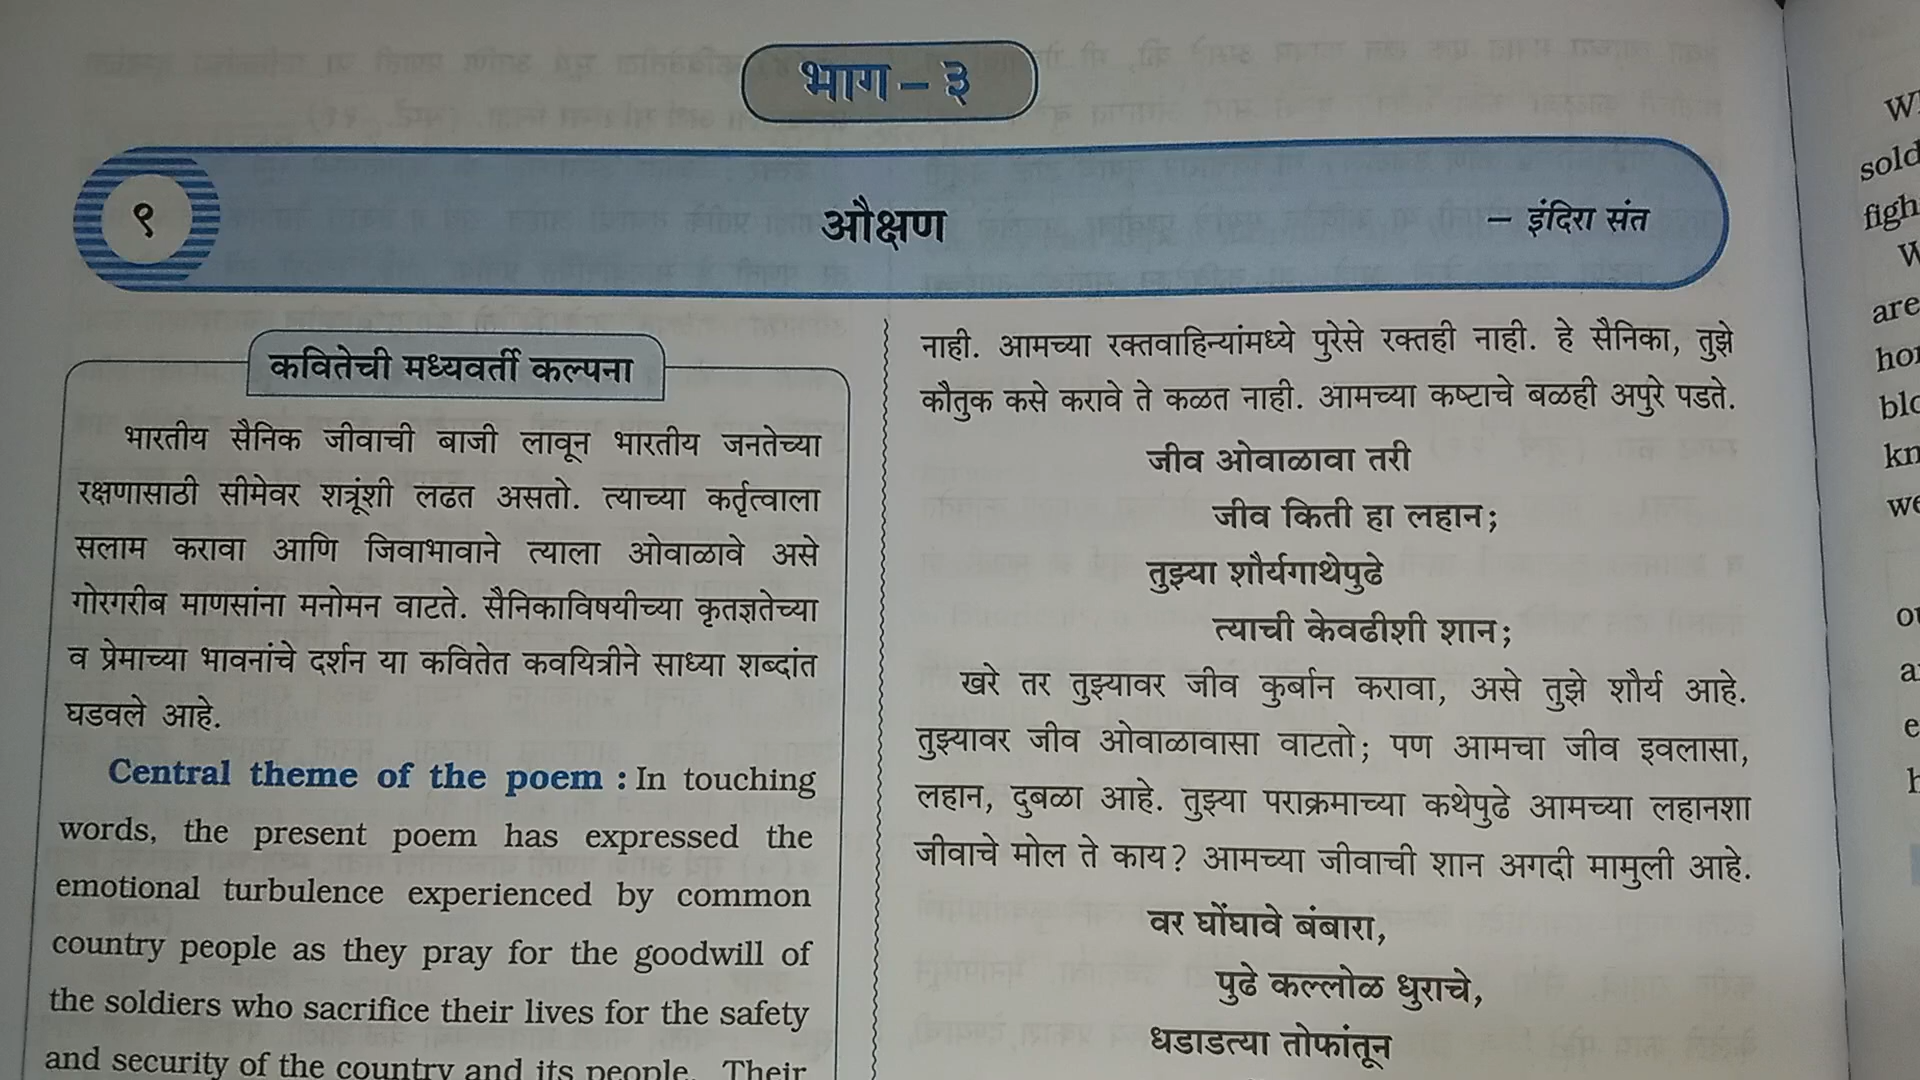 भाग – ३
९
औक्षण
– इंदिरा संत
कवितेची मध्यवर्ती कल्पना
भारतीय सैनिक जीवाची बाजी लावून भारतीय जनतेच्या
रक्षणासाठी सीमेवर शत्रूंशी लढत असतो. त्याच्या कर्तृत्वाला
सलाम करावा आणि जिवाभावाने त्याला ओवाळावे असे
गोरगरीब माणसांना मनोमन वाटते. सैनिकाविषयीच्या कृतज्ञतेच्या
व प्रेमाच्या भावनांचे दर्शन या कवितेत कवयित्रीने साध्या शब्दांत
घडवले आहे.
Central theme of the poem : In touching
words, the present poem has expressed the
emotional turbulence experienced by common
country people as they pray for the goodwill of
the soldiers who sacrifice their lives for the safety
and security of the country and its people. Their
नाही. आमच्या रक्तवाहिन्यांमध्ये पुरेसे रक्तही नाही. हे सैनिका, तुझे
कौतुक कसे करावे ते कळत नाही. आमच्या कष्टाचे बळही अपुरे पडते.
जीव ओवाळावा तरी
जीव किती हा लहान;
तुझ्या शौर्यगाथेपुढे
त्याची केवढीशी शान;
खरे तर तुझ्यावर जीव कुर्बान करावा, असे तुझे शौर्य आहे.
तुझ्यावर जीव ओवाळावासा वाटतो; पण आमचा जीव इवलासा,
लहान, दुबळा आहे. तुझ्या पराक्रमाच्या कथेपुढे आमच्या लहानशा
जीवाचे मोल ते काय? आमच्या जीवाची शान अगदी मामुली आहे.
वर घोंघावे बंबारा,
पुढे कल्लोळ धुराचे,
धडाडत्या तोफांतून
are
we